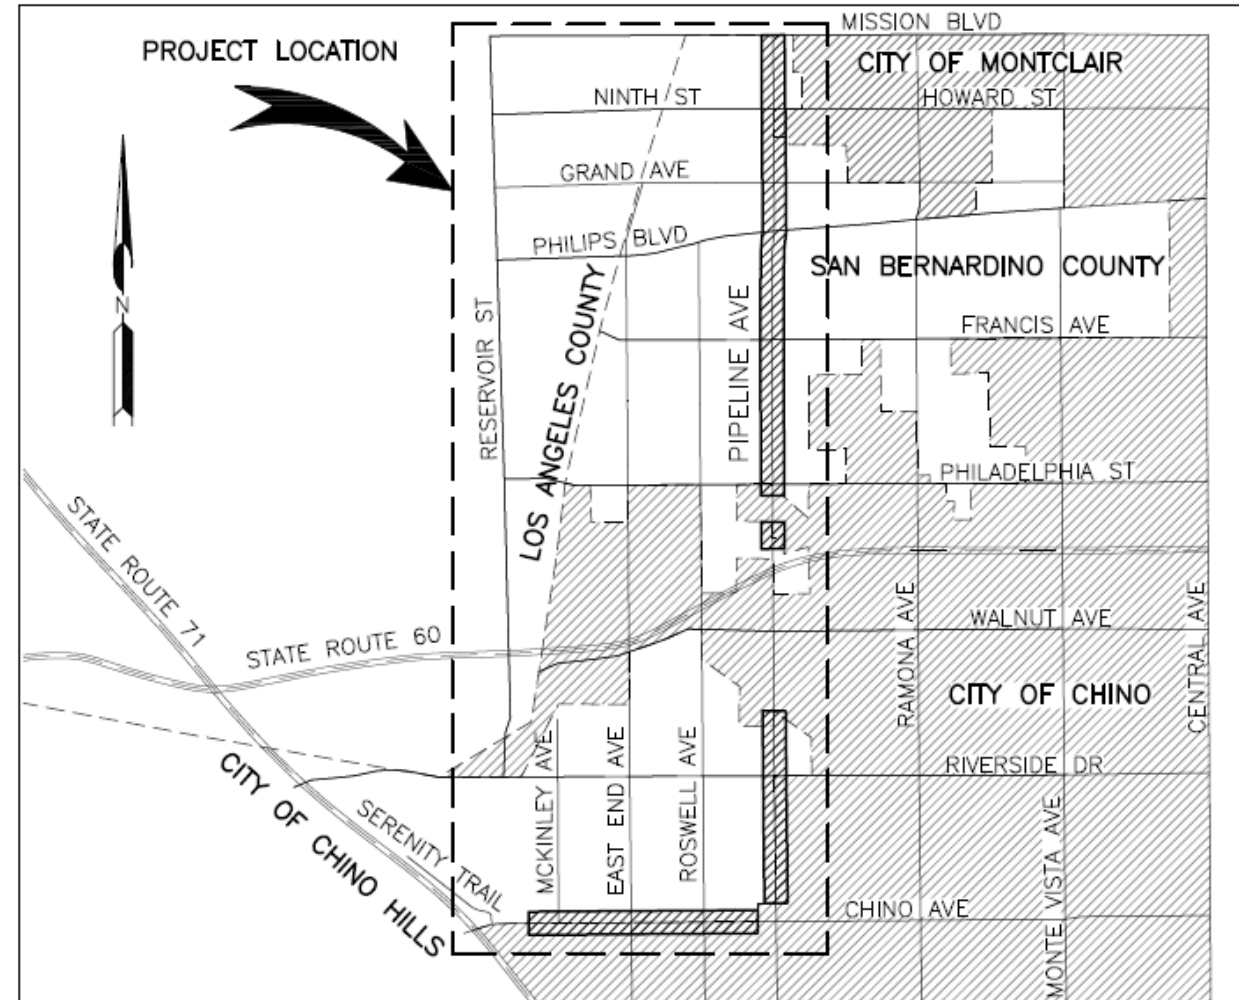 MISSION BLVD
PROJECT LOCATION
CITY OF MONTCLAIR
NINTH ST
HOWARD ST
GRAND AVE
PHILIPS BLVD
SAN BERNARDINO COUNTY
N
RESERVOIR ST
LOS ANGELES COUNTY
PIPELINE AVE
FRANCIS AVE
PHILADELPHIA ST
STATE ROUTE 71
STATE ROUTE 60
WALNUT AVE
RAMONA AVE
CENTRAL AVE
CITY OF CHINO
CITY OF CHINO HILLS
MCKINLEY AVE
EAST END AVE
ROSWELL AVE
RIVERSIDE DR
SERENITY TRAIL
CHINO AVE
MONTE VISTA AVE